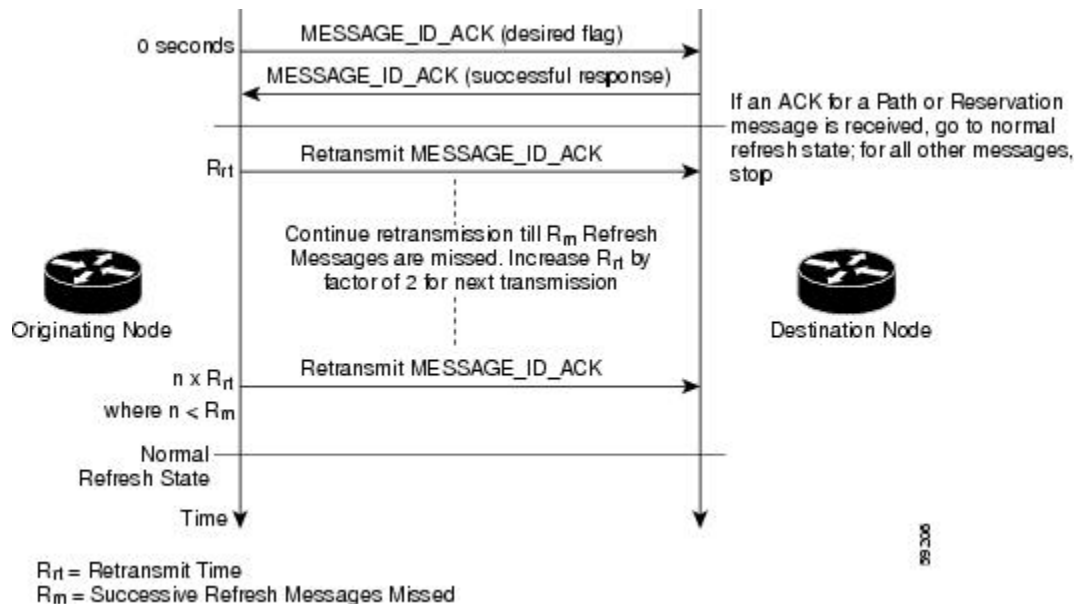 0 seconds
MESSAGE_ID_ACK (desired flag)
MESSAGE_ID_ACK (successful response)
If an ACK for a Path or Reservation
message is received, go to normal
refresh state; for all other messages,
stop
Rrt
Retransmit MESSAGE_ID_ACK
Continue retransmission till Rm Refresh
Messages are missed. Increase Rrt by
factor of 2 for next transmission
Originating Node
Destination Node
n x Rrt
where n < Rm
Retransmit MESSAGE_ID_ACK
Normal
Refresh State
Time
59206
Rrt = Retransmit Time
Rm = Successive Refresh Messages Missed